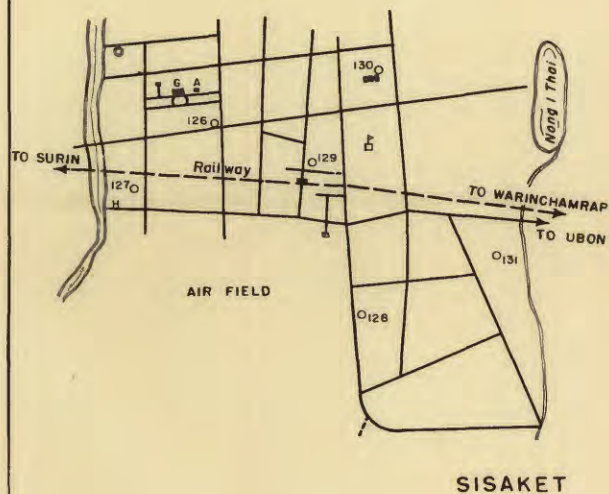 G A
130
Nong I Thai
126
TO SURIN
Railway
129
127
TO WARINCHAMRAP
H
TO UBON
131
AIR FIELD
128
SISAKET